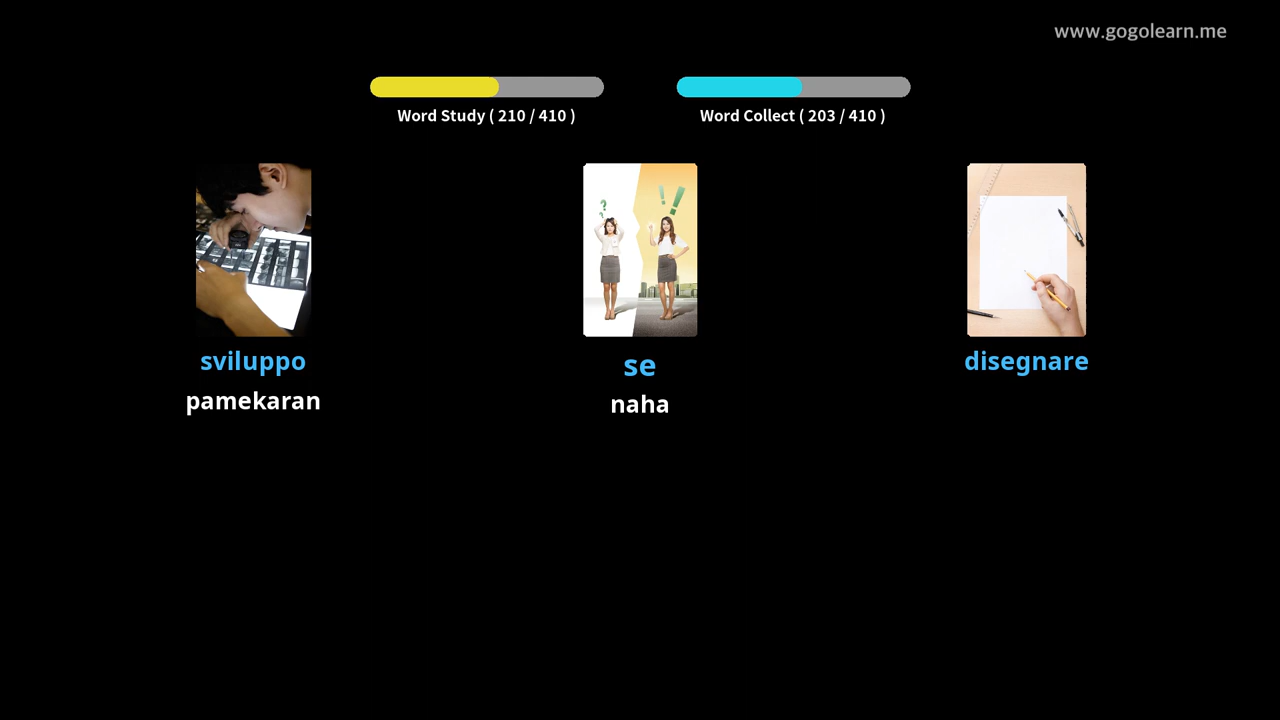 www.gogolearn.me
Word Study ( 210 / 410 )
Word Collect ( 203 / 410 )
sviluppo
pamekaran
se
naha
disegnare